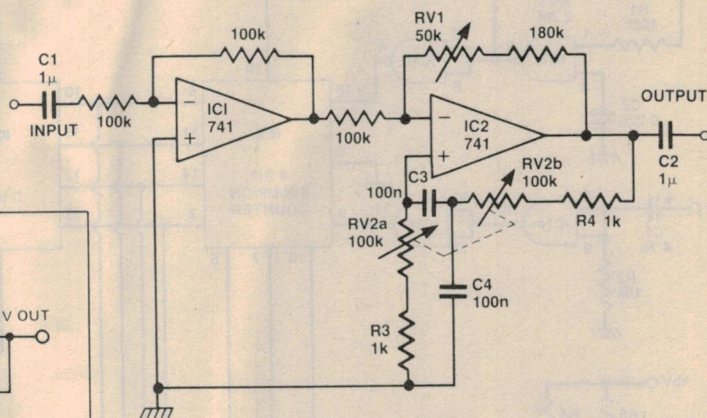 C1
1µ
INPUT
100k
100k
IC1
741
−
+
100k
RV1
50k
180k
−
+
IC2
741
OUTPUT
C2
1µ
C3
100n
RV2b
100k
R4 1k
RV2a
100k
C4
100n
R3
1k
V OUT